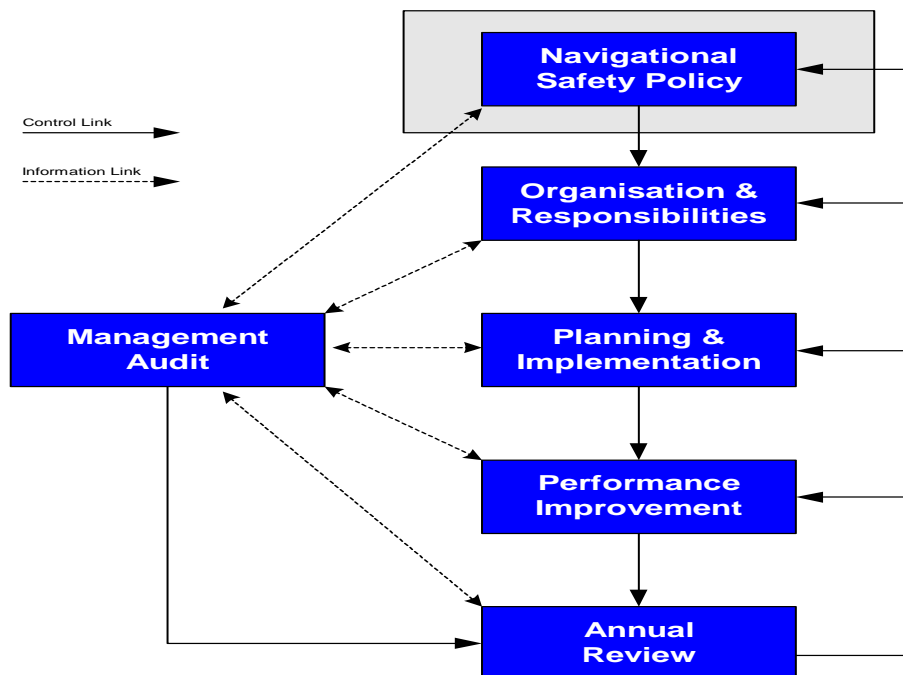 Navigational
Safety Policy
Control Link
Information Link
Organisation &
Responsibilities
Management
Audit
Planning &
Implementation
Performance
Improvement
Annual
Review